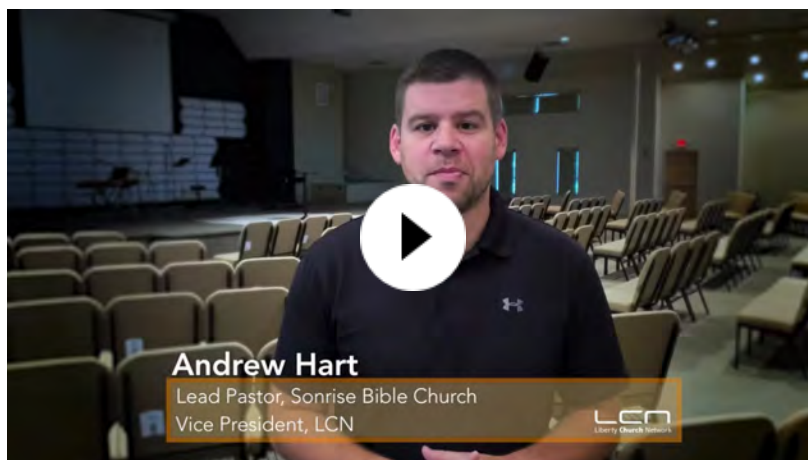 Andrew Hart
Lead Pastor, Sonrise Bible Church
Vice President, LCN
LCN
Liberty Church Network